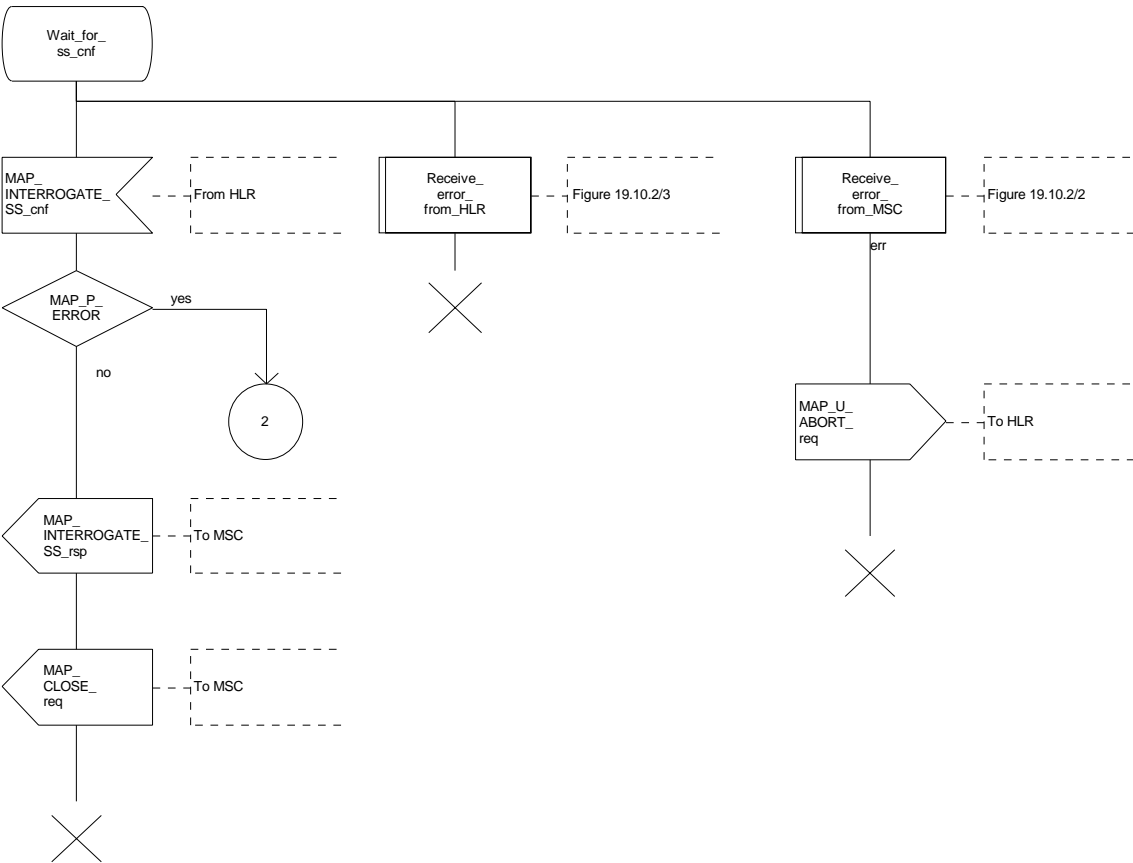 Wait_for_
ss_cnf
MAP_
INTERROGATE_
SS_cnf
From HLR
Receive_
error_
from_HLR
Figure 19.10.2/3
Receive_
error_
from_MSC
Figure 19.10.2/2
err
MAP_P_
ERROR
yes
no
2
MAP_U_
ABORT_
req
To HLR
MAP_
INTERROGATE_
SS_rsp
To MSC
MAP_
CLOSE_
req
To MSC